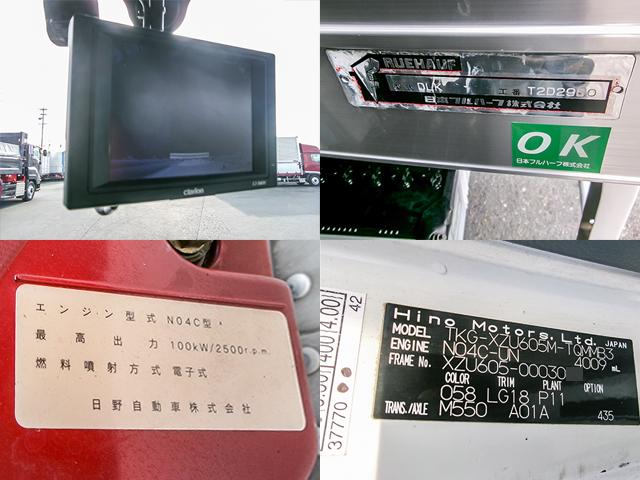 clarion
RUEHAUF
DLK 工番 T2D2960
日本フルハーフ株式会社
OK
日本フルハーフ株式会社
エンジン型式 N04C型
最高出力 100kW/2500r.p.m.
燃料噴射方式 電子式
日野自動車株式会社
42
37770
Hino Motors, Ltd. JAPAN
MODEL TKG-XZU605M-TQMMB3
ENGINE N04C-UN 4009 mL
FRAME No. XZU605-00030
COLOR TRIM PLANT OPTION
058 LG18 P11
TRANS./AXLE M550 A01A 435